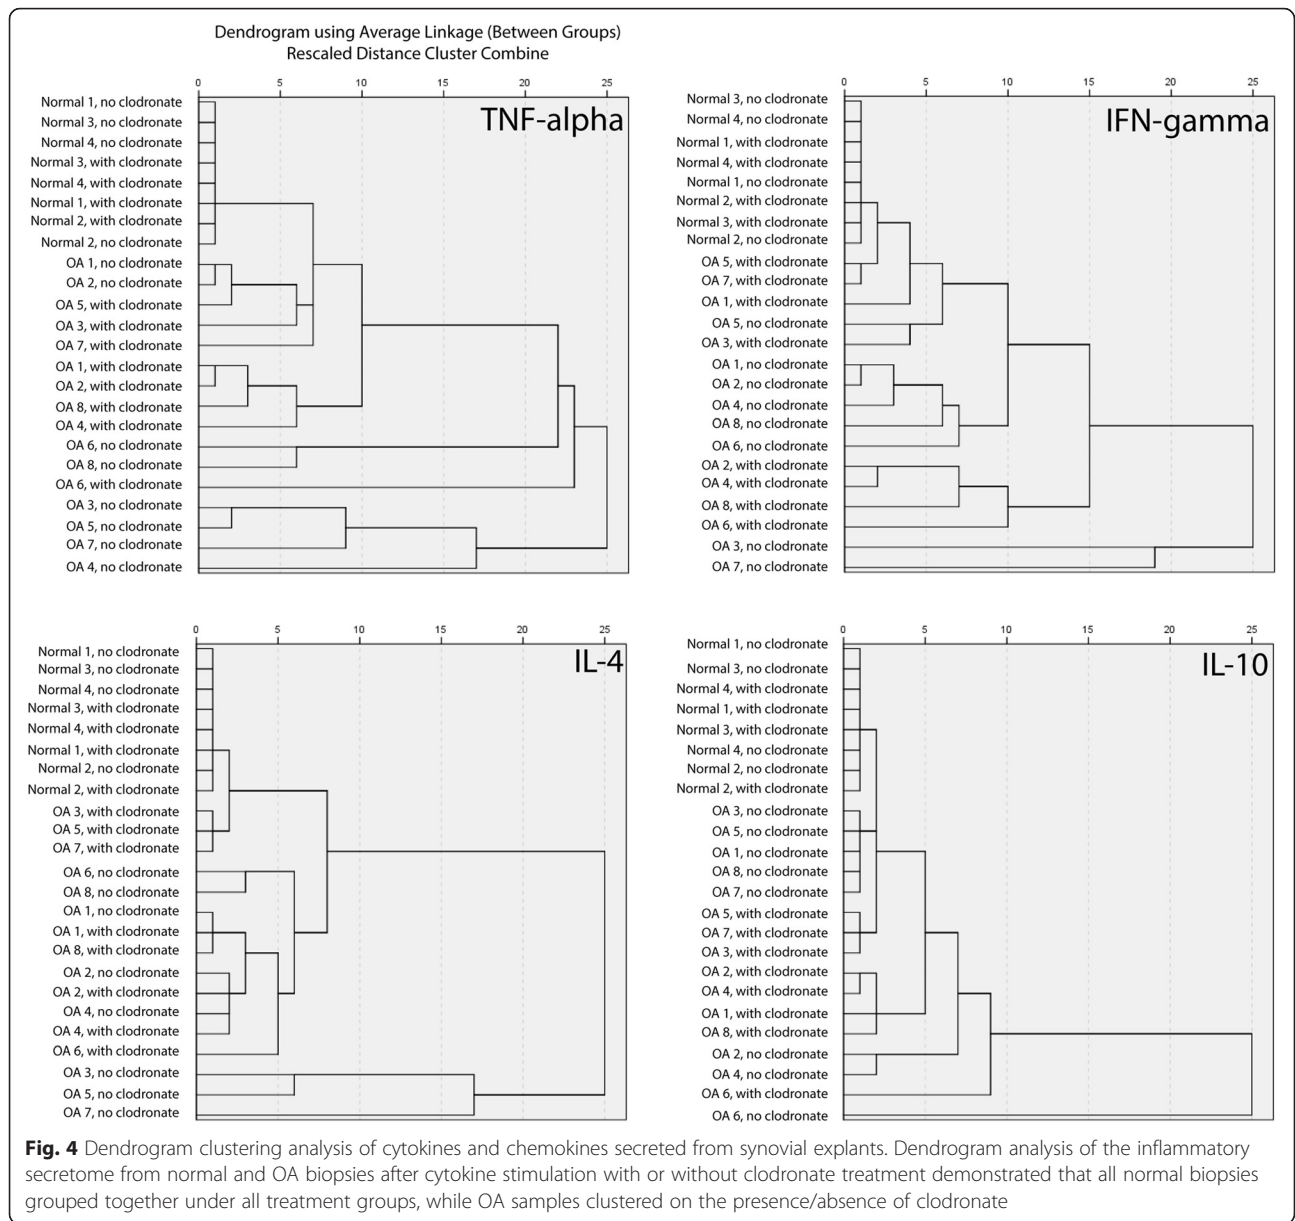 Dendrogram using Average Linkage (Between Groups)
Rescaled Distance Cluster Combine
0 5 10 15 20 25
TNF-alpha
Normal 1, no clodronate
Normal 3, no clodronate
Normal 4, no clodronate
Normal 3, with clodronate
Normal 4, with clodronate
Normal 1, with clodronate
Normal 2, with clodronate
Normal 2, no clodronate
OA 1, no clodronate
OA 2, no clodronate
OA 5, with clodronate
OA 3, with clodronate
OA 7, with clodronate
OA 1, with clodronate
OA 2, with clodronate
OA 8, with clodronate
OA 4, with clodronate
OA 6, no clodronate
OA 8, no clodronate
OA 6, with clodronate
OA 3, no clodronate
OA 5, no clodronate
OA 7, no clodronate
OA 4, no clodronate
0 5 10 15 20 25
IFN-gamma
Normal 3, no clodronate
Normal 4, no clodronate
Normal 1, with clodronate
Normal 4, with clodronate
Normal 1, no clodronate
Normal 2, with clodronate
Normal 3, with clodronate
Normal 2, no clodronate
OA 5, with clodronate
OA 7, with clodronate
OA 1, with clodronate
OA 5, no clodronate
OA 3, with clodronate
OA 1, no clodronate
OA 2, no clodronate
OA 4, no clodronate
OA 8, no clodronate
OA 6, no clodronate
OA 2, with clodronate
OA 4, with clodronate
OA 8, with clodronate
OA 6, with clodronate
OA 3, no clodronate
OA 7, no clodronate
0 5 10 15 20 25
IL-4
Normal 1, no clodronate
Normal 3, no clodronate
Normal 4, no clodronate
Normal 3, with clodronate
Normal 4, with clodronate
Normal 1, with clodronate
Normal 2, no clodronate
Normal 2, with clodronate
OA 3, with clodronate
OA 5, with clodronate
OA 7, with clodronate
OA 6, no clodronate
OA 8, no clodronate
OA 1, no clodronate
OA 1, with clodronate
OA 8, with clodronate
OA 2, no clodronate
OA 2, with clodronate
OA 4, no clodronate
OA 4, with clodronate
OA 6, with clodronate
OA 3, no clodronate
OA 5, no clodronate
OA 7, no clodronate
0 5 10 15 20 25
IL-10
Normal 1, no clodronate
Normal 3, no clodronate
Normal 4, with clodronate
Normal 1, with clodronate
Normal 3, with clodronate
Normal 4, no clodronate
Normal 2, no clodronate
Normal 2, with clodronate
OA 3, no clodronate
OA 5, no clodronate
OA 1, no clodronate
OA 8, no clodronate
OA 7, no clodronate
OA 5, with clodronate
OA 7, with clodronate
OA 3, with clodronate
OA 2, with clodronate
OA 4, with clodronate
OA 1, with clodronate
OA 8, with clodronate
OA 2, no clodronate
OA 4, no clodronate
OA 6, with clodronate
OA 6, no clodronate
Fig. 4 Dendrogram clustering analysis of cytokines and chemokines secreted from synovial explants. Dendrogram analysis of the inflammatory
secretome from normal and OA biopsies after cytokine stimulation with or without clodronate treatment demonstrated that all normal biopsies
grouped together under all treatment groups, while OA samples clustered on the presence/absence of clodronate